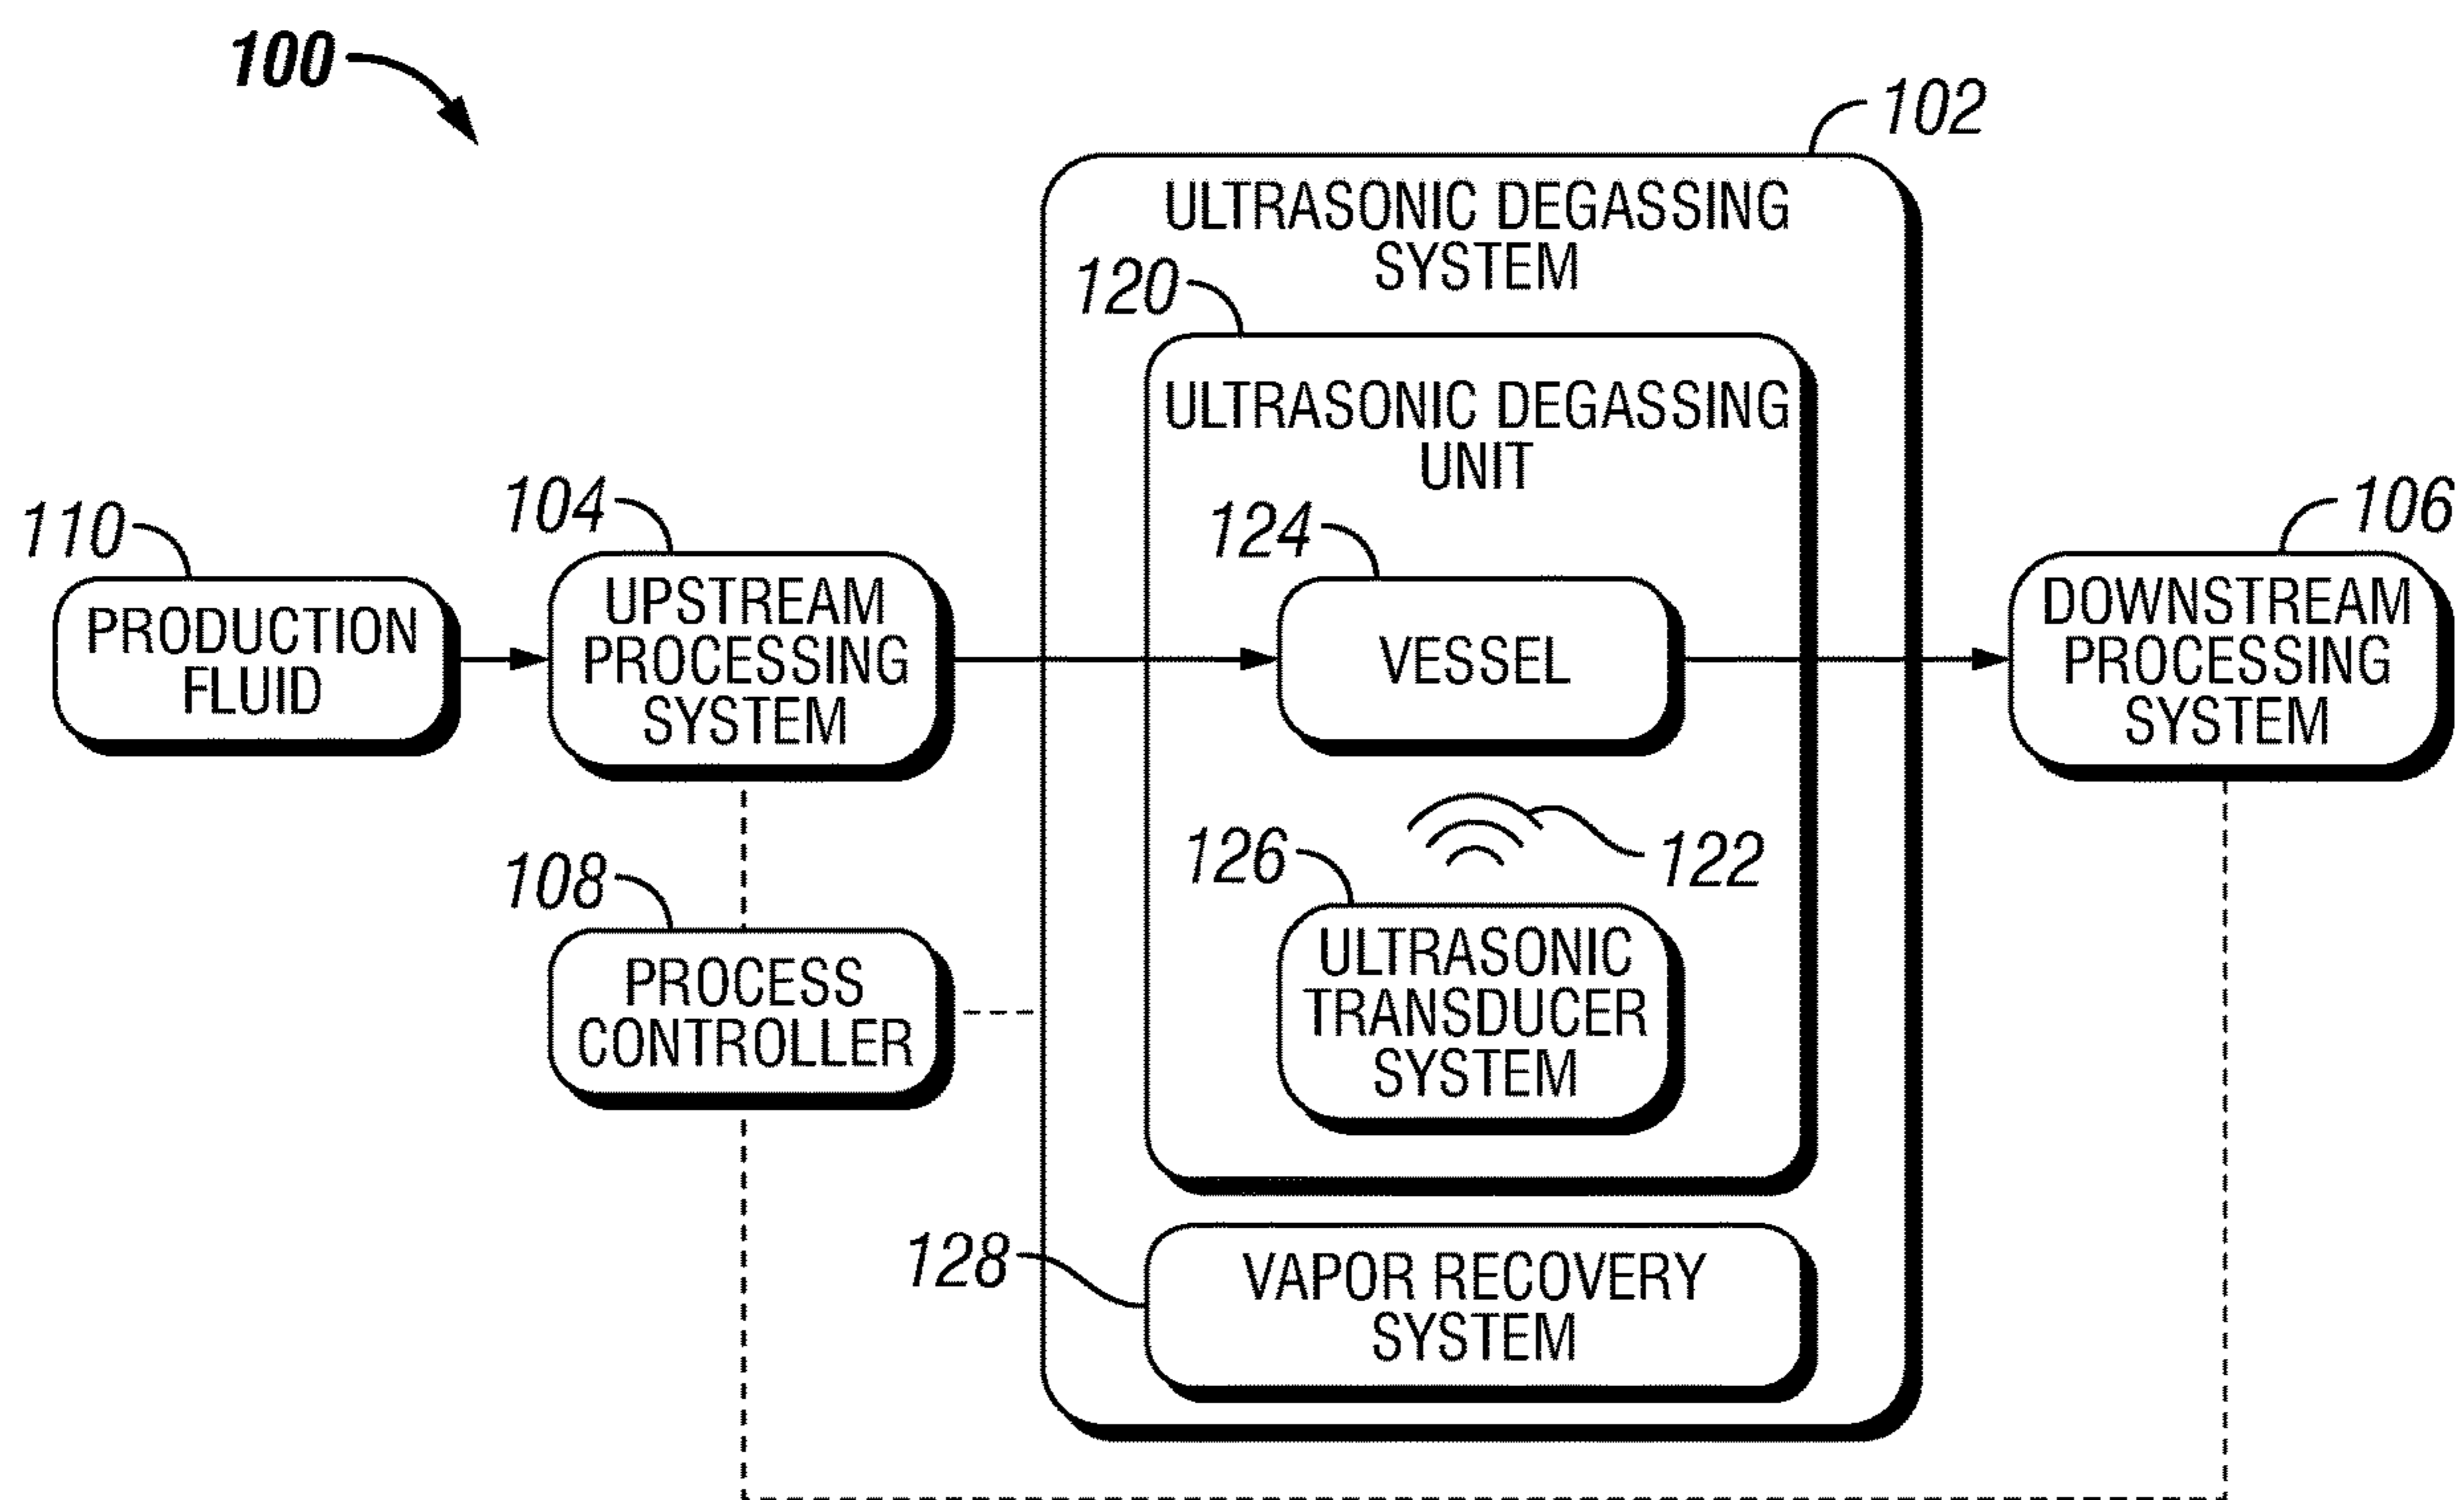 100
102
ULTRASONIC DEGASSING
SYSTEM
120
ULTRASONIC DEGASSING
UNIT
110
PRODUCTION
FLUID
104
UPSTREAM
PROCESSING
SYSTEM
124
VESSEL
106
DOWNSTREAM
PROCESSING
SYSTEM
108
PROCESS
CONTROLLER
122
126
ULTRASONIC
TRANSDUCER
SYSTEM
128
VAPOR RECOVERY
SYSTEM